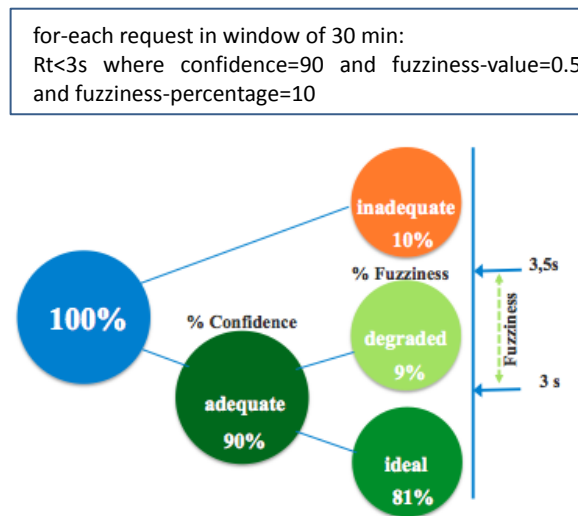 for-each request in window of 30 min:
Rt<3s where confidence=90 and fuzziness-value=0.5
and fuzziness-percentage=10
inadequate
10%
% Fuzziness
3,5s
100%
% Confidence
degraded
9%
Fuzziness
3 s
adequate
90%
ideal
81%